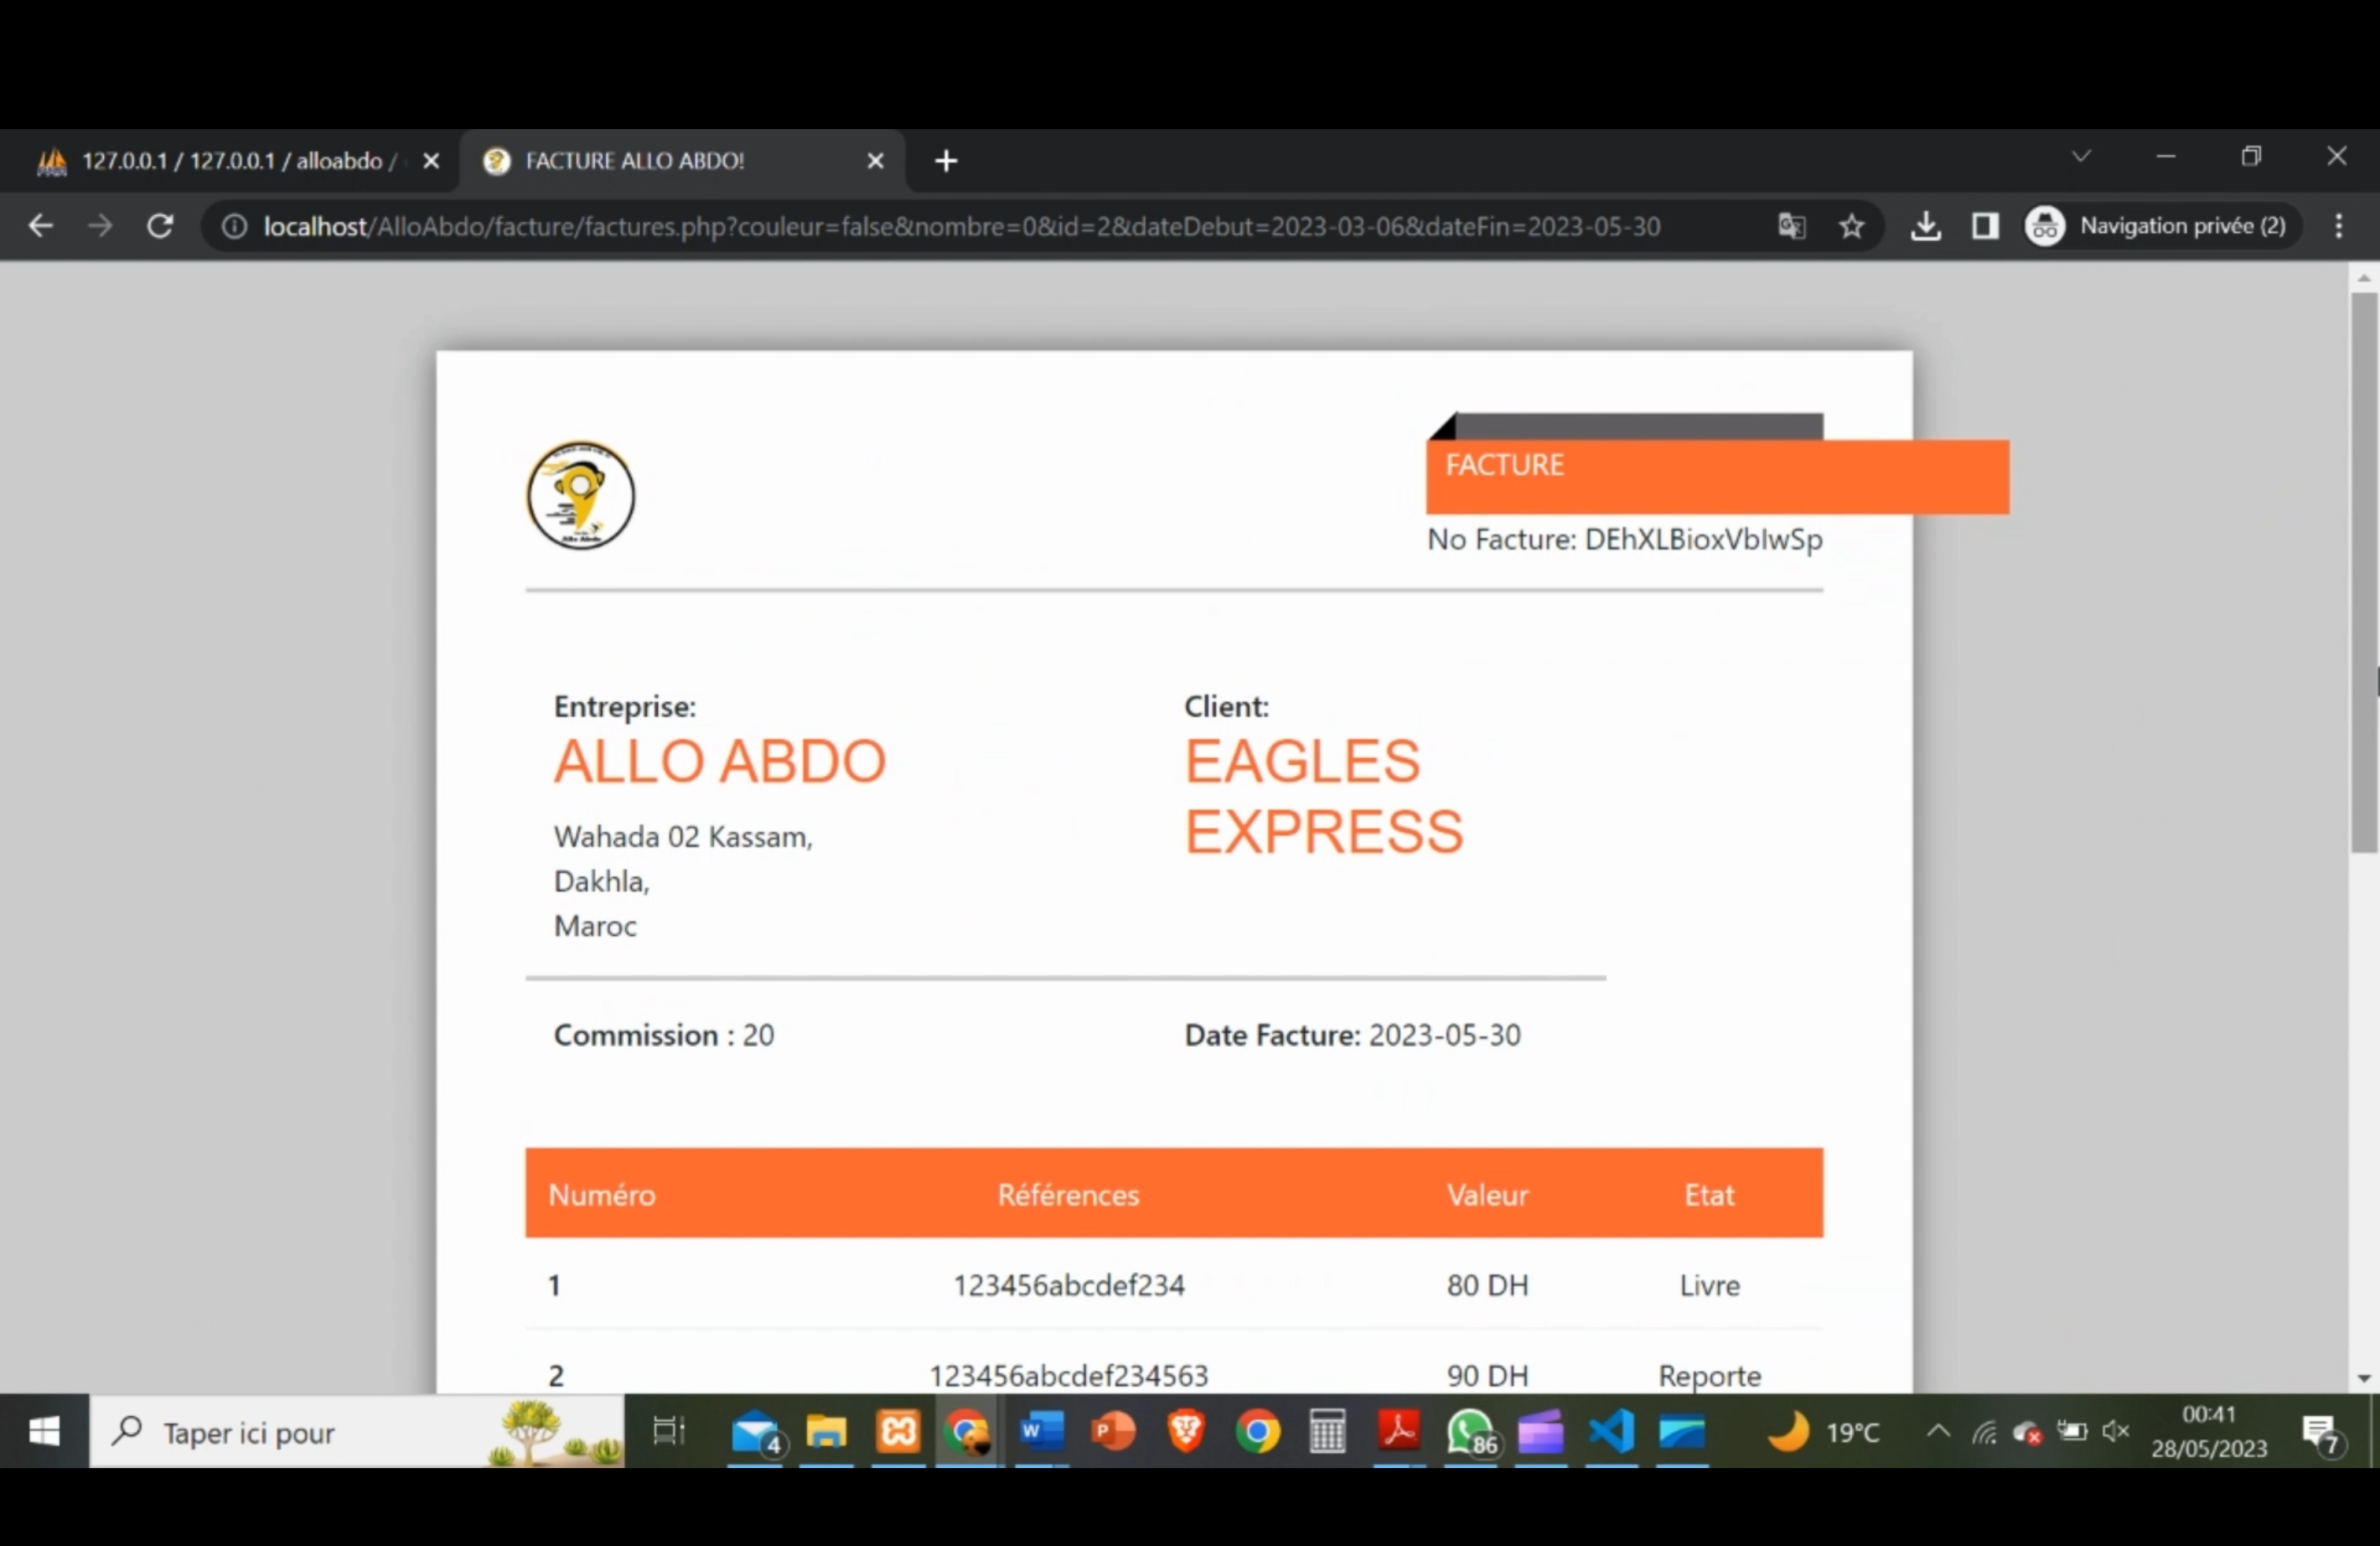 127.0.0.1 / 127.0.0.1 / alloabdo /
FACTURE ALLO ABDO!
localhost/AlloAbdo/facture/factures.php?couleur=false&nombre=0&id=2&dateDebut=2023-03-06&dateFin=2023-05-30
Navigation privée (2)
FACTURE
No Facture: DEhXLBioxVbIwSp
Entreprise:
ALLO ABDO
Wahada 02 Kassam,
Dakhla,
Maroc
Client:
EAGLES
EXPRESS
Commission : 20
Date Facture: 2023-05-30
Numéro Références Valeur Etat
1 123456abcdef234 80 DH Livre
2 123456abcdef234563 90 DH Reporte
Taper ici pour
4
86
19°C
00:41
28/05/2023
7